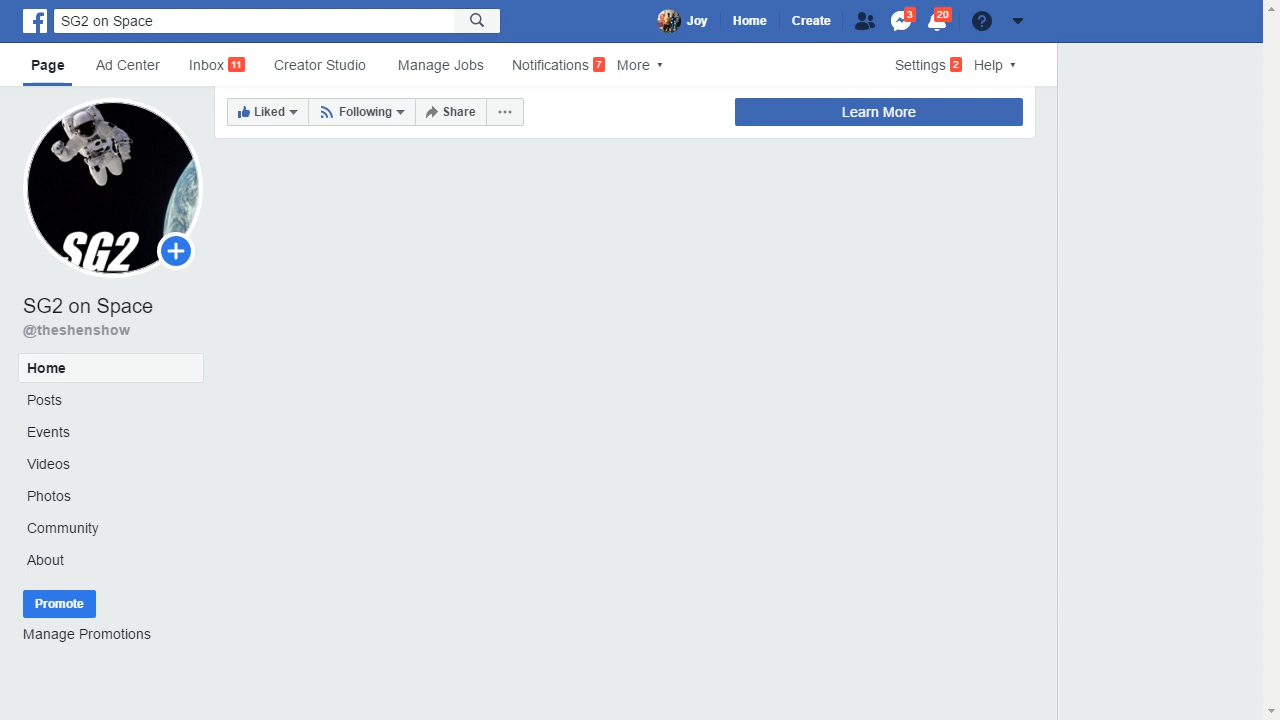 SG2 on Space
Joy
Home
Create
3
20
Page
Ad Center
Inbox 11
Creator Studio
Manage Jobs
Notifications 7
More
Settings 2
Help
Liked
Following
Share
Learn More
SG2
SG2 on Space
@theshenshow
Home
Posts
Events
Videos
Photos
Community
About
Promote
Manage Promotions